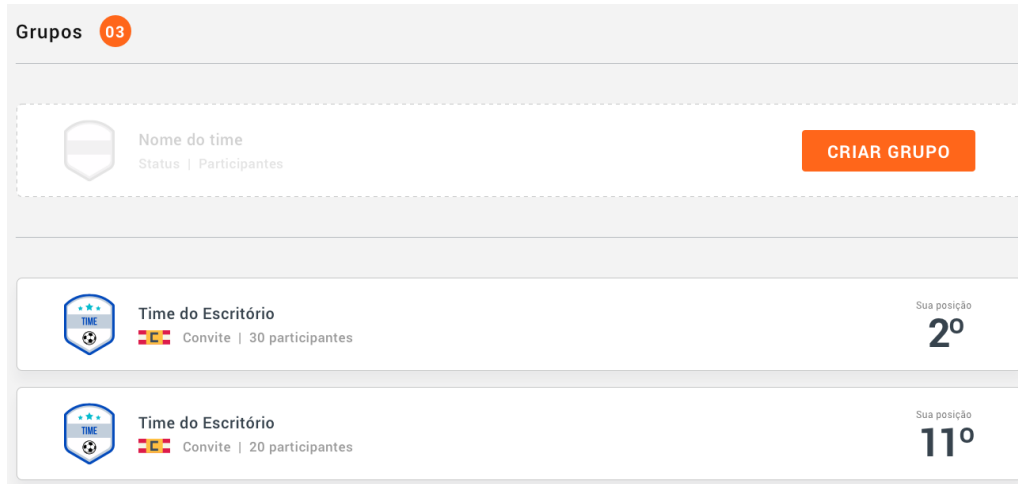 Grupos 03
Nome do time
Status | Participantes
CRIAR GRUPO
TIME
Time do Escritório
C Convite | 30 participantes
Sua posição
2º
TIME
Time do Escritório
C Convite | 20 participantes
Sua posição
11º